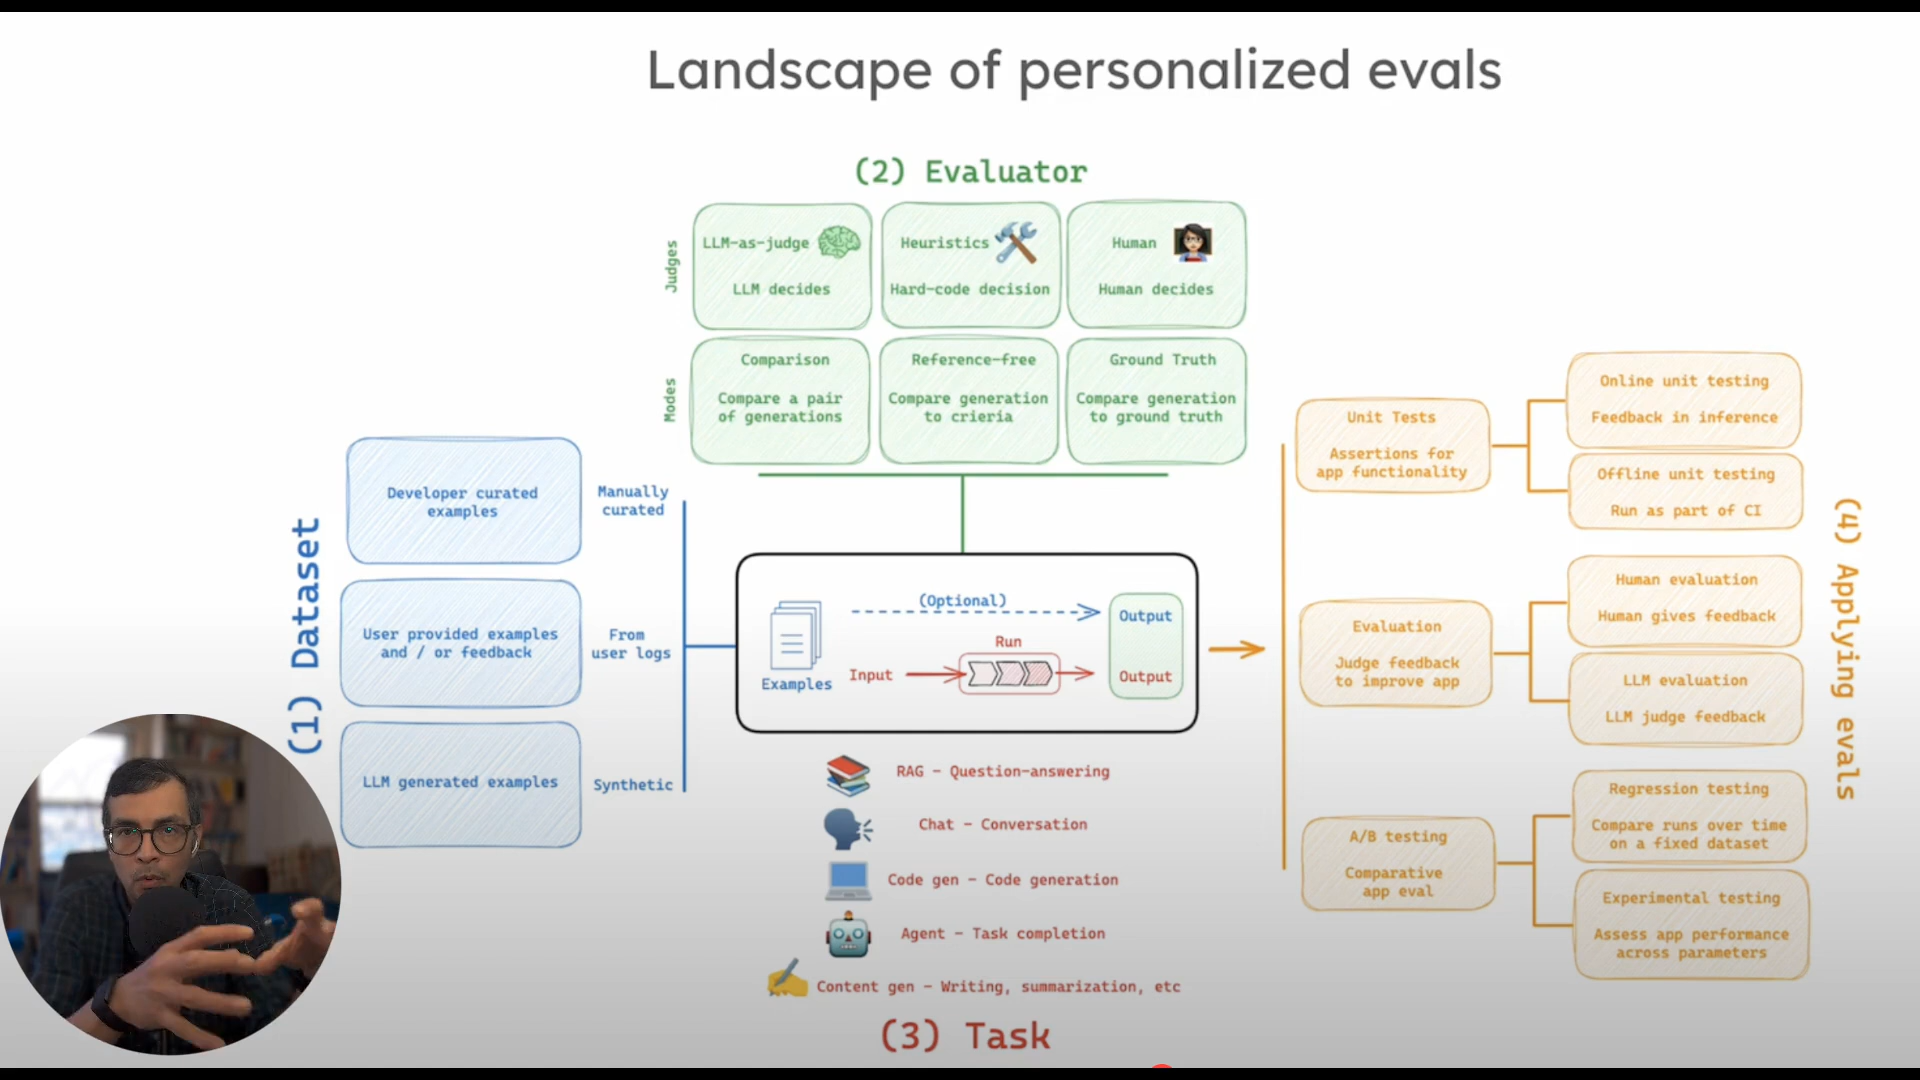 Landscape of personalized evals
(2) Evaluator
Judges
LLM-as-judge
LLM decides
Heuristics
Hard-code decision
Human
Human decides
Modes
Comparison
Compare a pair
of generations
Reference-free
Compare generation
to crieria
Ground Truth
Compare generation
to ground truth
(1) Dataset
Developer curated
examples
Manually
curated
User provided examples
and / or feedback
From
user logs
LLM generated examples
Synthetic
Examples
(Optional)
Output
Run
Input
Output
RAG - Question-answering
Chat - Conversation
Code gen - Code generation
Agent - Task completion
Content gen - Writing, summarization, etc
(3) Task
Unit Tests
Assertions for
app functionality
Online unit testing
Feedback in inference
Offline unit testing
Run as part of CI
Evaluation
Judge feedback
to improve app
Human evaluation
Human gives feedback
LLM evaluation
LLM judge feedback
A/B testing
Comparative
app eval
Regression testing
Compare runs over time
on a fixed dataset
Experimental testing
Assess app performance
across parameters
(4) Applying evals